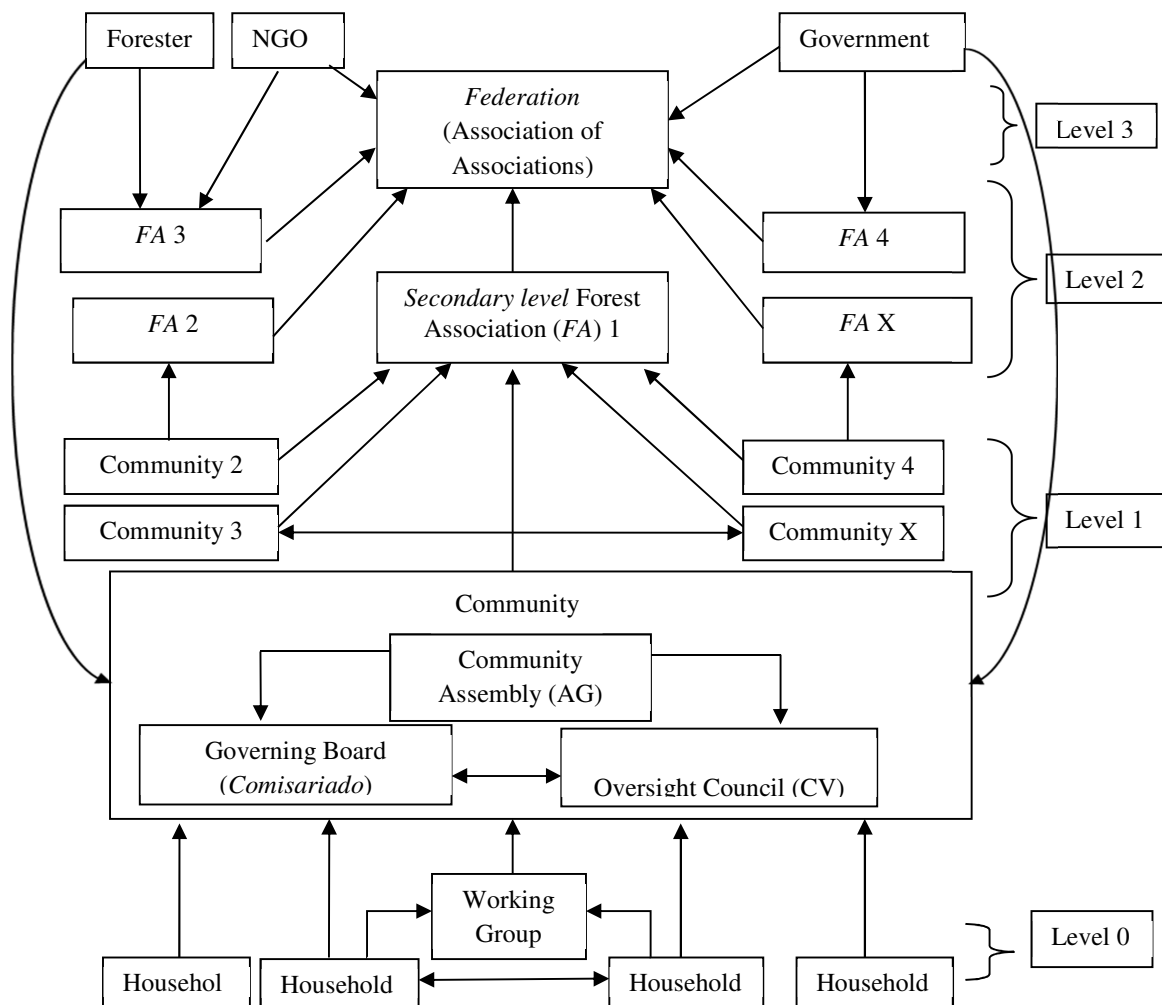 Forester
NGO
Government
Federation
(Association of
Associations)
Level 3
FA 3
FA 4
Level 2
Secondary level Forest
Association (FA) 1
FA 2
FA X
Community 2
Community 4
Community 3
Community X
Level 1
Community
Community
Assembly (AG)
Governing Board
(Comisariado)
Oversight Council (CV)
Working
Group
Level 0
Househol
Household
Household
Household